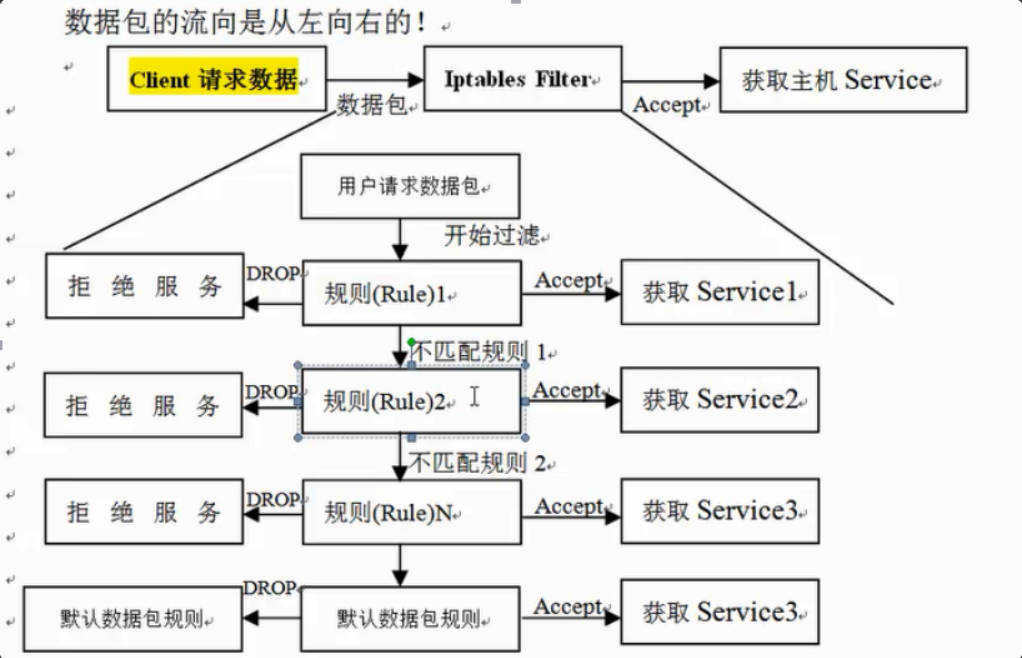 数据包的流向是从左向右的！
Client 请求数据
Iptables Filter
获取主机 Service
数据包
Accept
用户请求数据包
开始过滤
拒 绝 服 务
DROP
规则(Rule)1
Accept
获取 Service1
不匹配规则 1
拒 绝 服 务
DROP
规则(Rule)2
Accept
获取 Service2
不匹配规则 2
拒 绝 服 务
DROP
规则(Rule)N
Accept
获取 Service3
默认数据包规则
DROP
默认数据包规则
Accept
获取 Service3